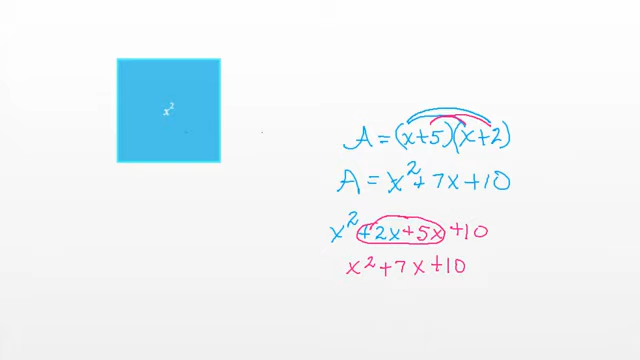 x²
A = (x+5)(x+2)
A = x² + 7x + 10
x² + 2x + 5x + 10
x² + 7x + 10